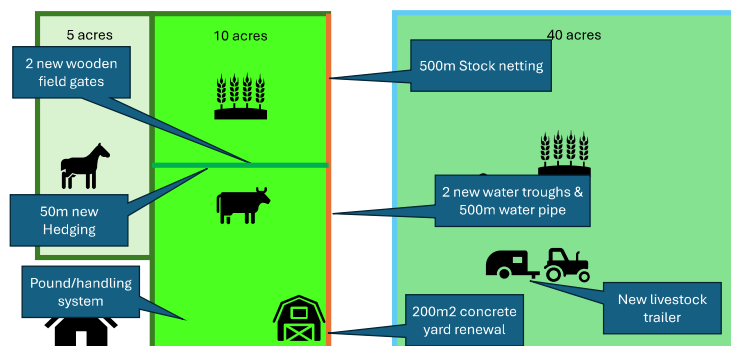 5 acres
10 acres
40 acres
2 new wooden
field gates
500m Stock netting
50m new
Hedging
2 new water troughs &
500m water pipe
Pound/handling
system
200m2 concrete
yard renewal
New livestock
trailer